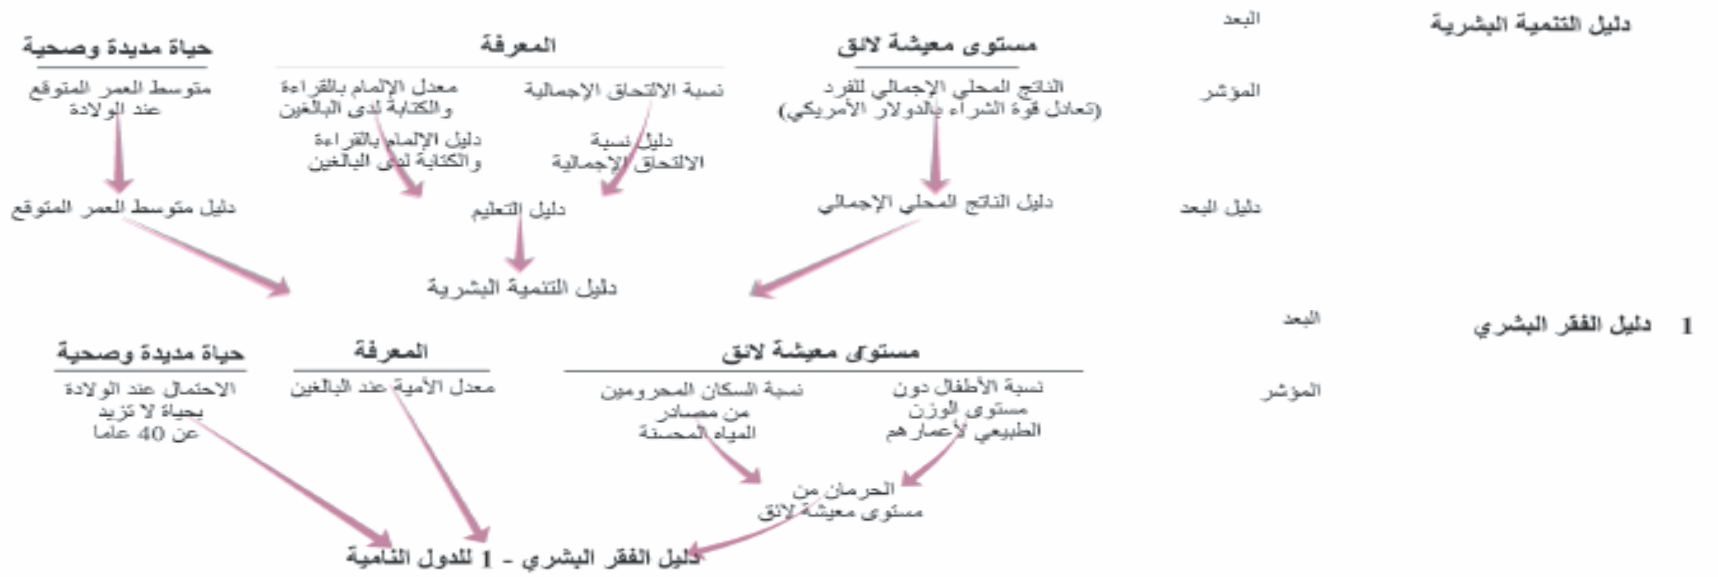 دليل التنمية البشرية
البعد
مستوى معيشة لائق
المعرفة
حياة مديدة وصحية
المؤشر
الناتج المحلي الإجمالي للفرد
(تعادل قوة الشراء بالدولار الأمريكي)
نسبة الالتحاق الإجمالية
معدل الإلمام بالقراءة
والكتابة لدى البالغين
متوسط العمر المتوقع
عند الولادة
دليل نسبة
الالتحاق الإجمالية
دليل الإلمام بالقراءة
والكتابة لدى البالغين
دليل البعد
دليل الناتج المحلي الإجمالي
دليل التعليم
دليل متوسط العمر المتوقع
دليل التنمية البشرية
1 دليل الفقر البشري
البعد
مستوى معيشة لائق
المعرفة
حياة مديدة وصحية
المؤشر
نسبة الأطفال دون
مستوى الوزن
الطبيعي لأعمارهم
نسبة السكان المحرومين
من مصادر
المياه المحسنة
معدل الأمية عند البالغين
الاحتمال عند الولادة
بحياة لا تزيد
عن 40 عاما
الحرمان من
مستوى معيشة لائق
دليل الفقر البشري - 1 للدول النامية